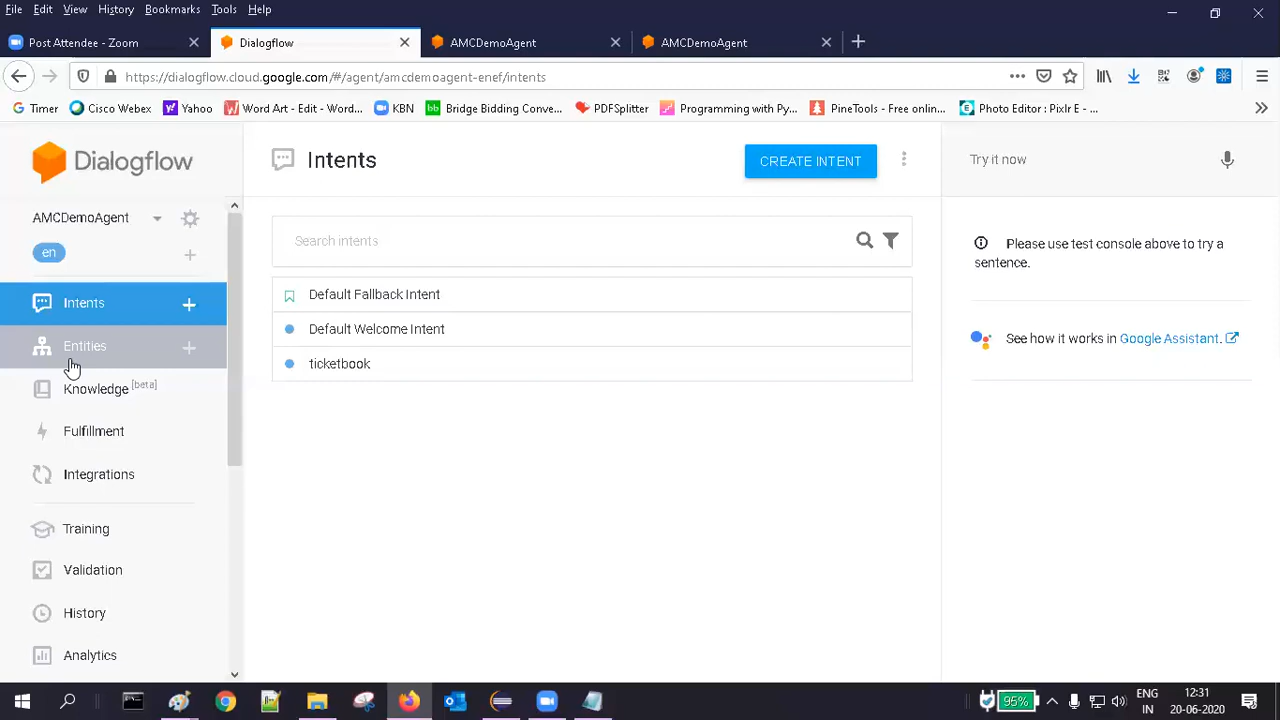 File Edit View History Bookmarks Tools Help
Post Attendee - Zoom
Dialogflow
AMCDemoAgent
AMCDemoAgent
https://dialogflow.cloud.google.com/#/agent/amcdemoagent-enef/intents
Timer Cisco Webex Yahoo Word Art - Edit - Word... KBN Bridge Bidding Conve... PDFSplitter Programming with Py... PineTools - Free onlin... Photo Editor : Pixlr E - ...
Dialogflow
AMCDemoAgent
en
Intents
Entities
Knowledge [beta]
Fulfillment
Integrations
Training
Validation
History
Analytics
Intents
CREATE INTENT
Search intents
Default Fallback Intent
Default Welcome Intent
ticketbook
Try it now
Please use test console above to try a
sentence.
See how it works in Google Assistant.
95%
ENG
IN
12:31
20-06-2020